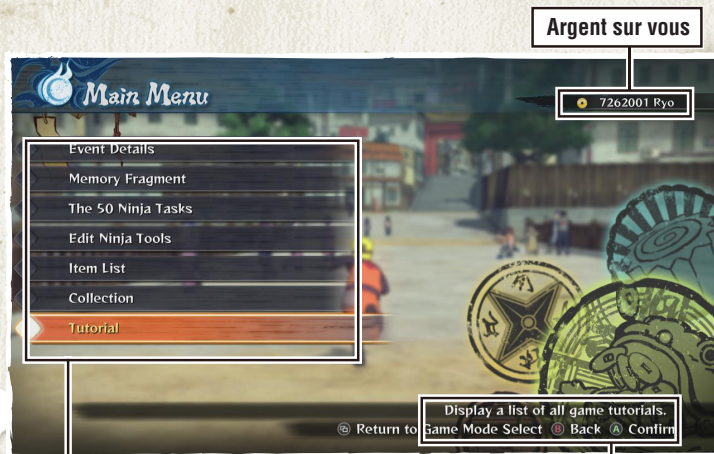 Argent sur vous
Main Menu
7262001 Ryo
Event Details
Memory Fragment
The 50 Ninja Tasks
Edit Ninja Tools
Item List
Collection
Tutorial
Display a list of all game tutorials.
Return to Game Mode Select B Back A Confirm